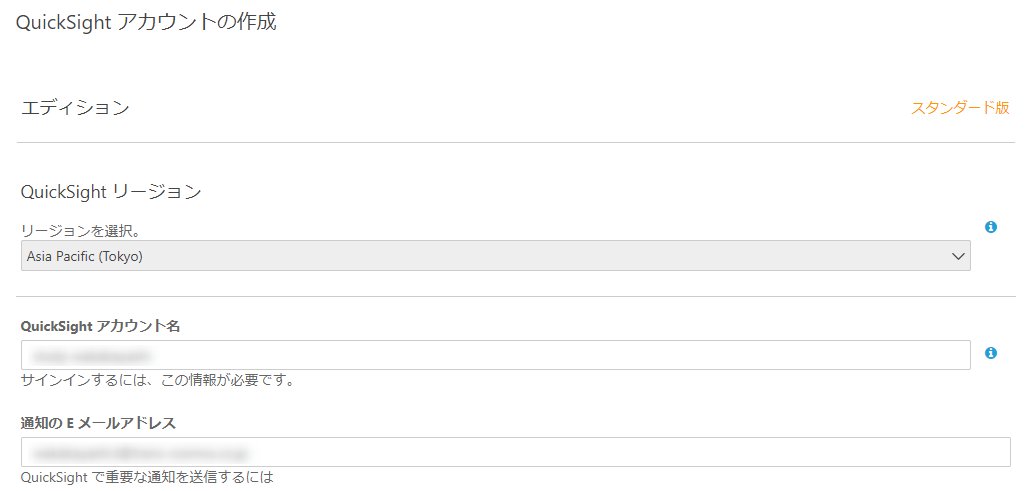 QuickSight アカウントの作成
エディション
スタンダード版
QuickSight リージョン
リージョンを選択。
Asia Pacific (Tokyo)
QuickSight アカウント名
サインインするには、この情報が必要です。
通知の E メールアドレス
QuickSight で重要な通知を送信するには